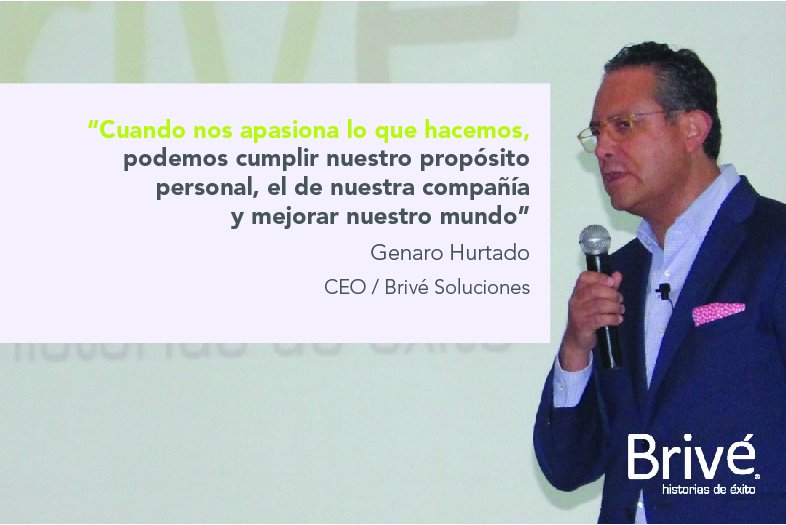 “Cuando nos apasiona lo que hacemos,
podemos cumplir nuestro propósito
personal, el de nuestra compañía
y mejorar nuestro mundo”
Genaro Hurtado
CEO / Brivé Soluciones
Brivé®
historias de éxito